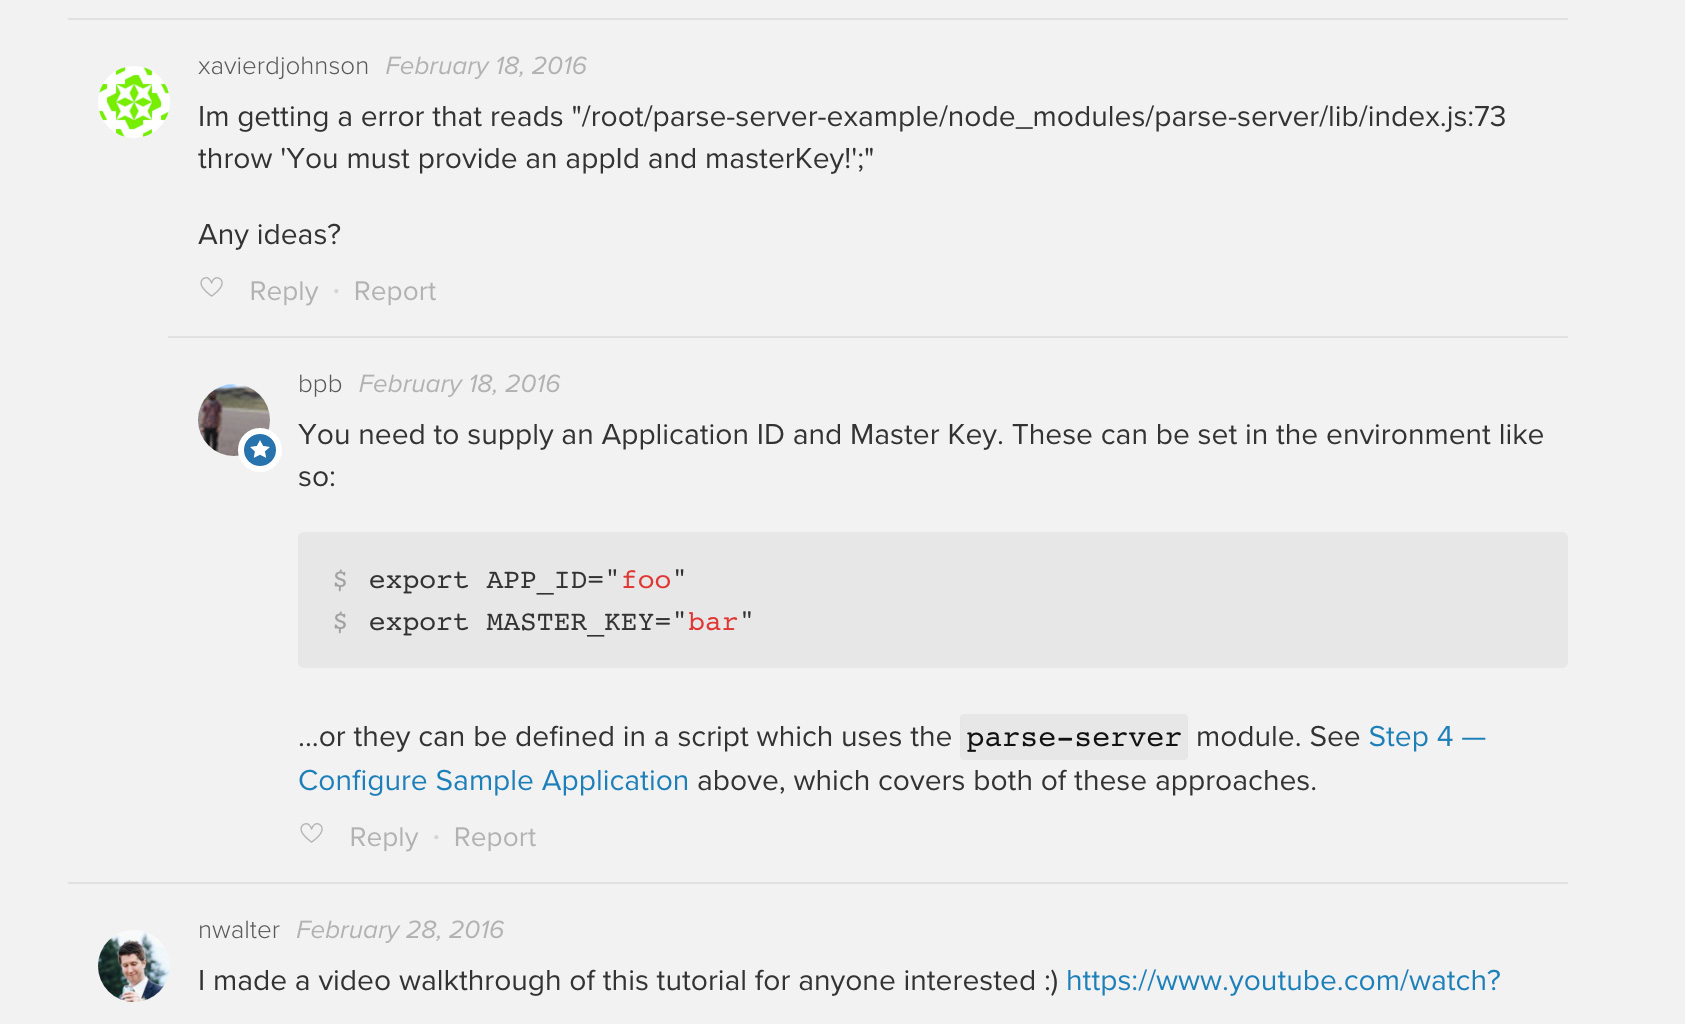 xavierdjohnson February 18, 2016
Im getting a error that reads "/root/parse-server-example/node_modules/parse-server/lib/index.js:73
throw 'You must provide an appId and masterKey!';"
Any ideas?
Reply · Report
bpb February 18, 2016
You need to supply an Application ID and Master Key. These can be set in the environment like
so:
$ export APP_ID="foo"
$ export MASTER_KEY="bar"
...or they can be defined in a script which uses the parse-server module. See Step 4 —
Configure Sample Application above, which covers both of these approaches.
Reply · Report
nwalter February 28, 2016
I made a video walkthrough of this tutorial for anyone interested :) https://www.youtube.com/watch?